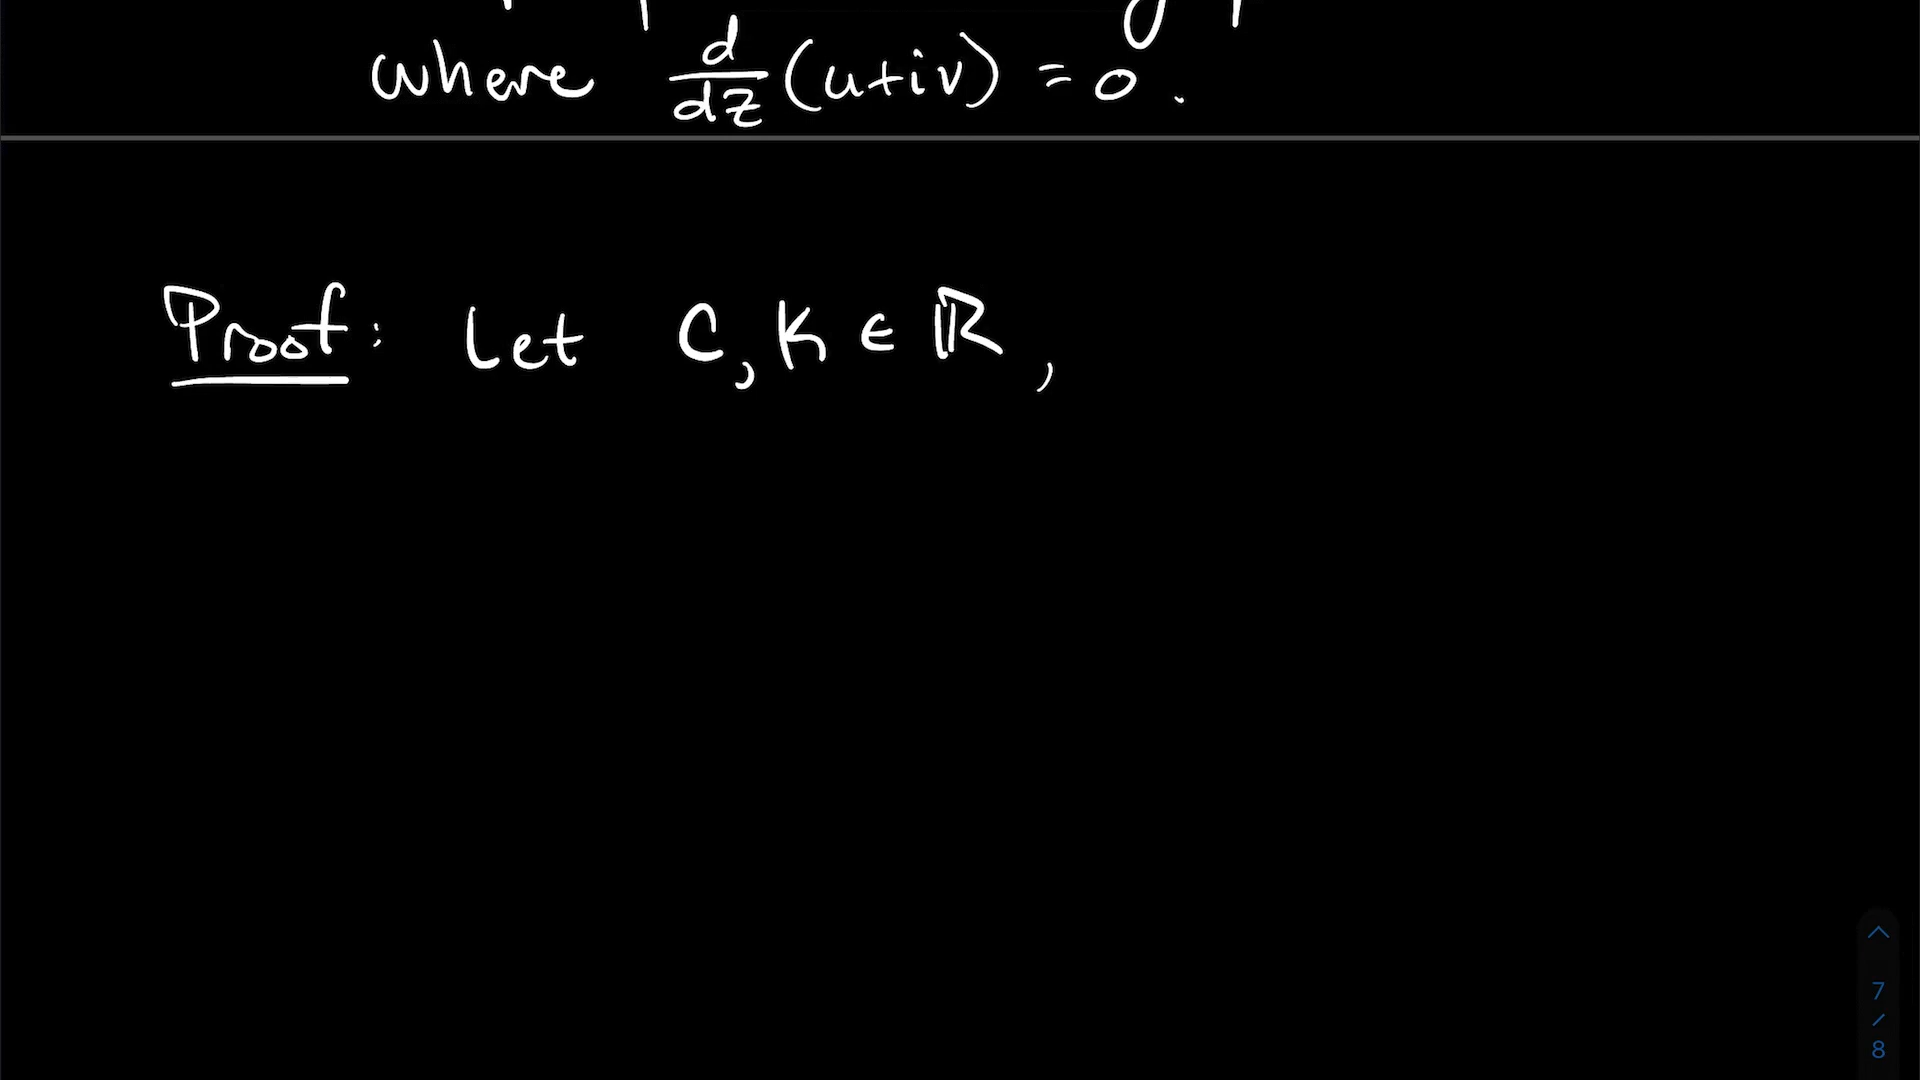 where d/dz (u+iv) = 0.
Proof: Let C, K ∈ ℝ,
7
/
8